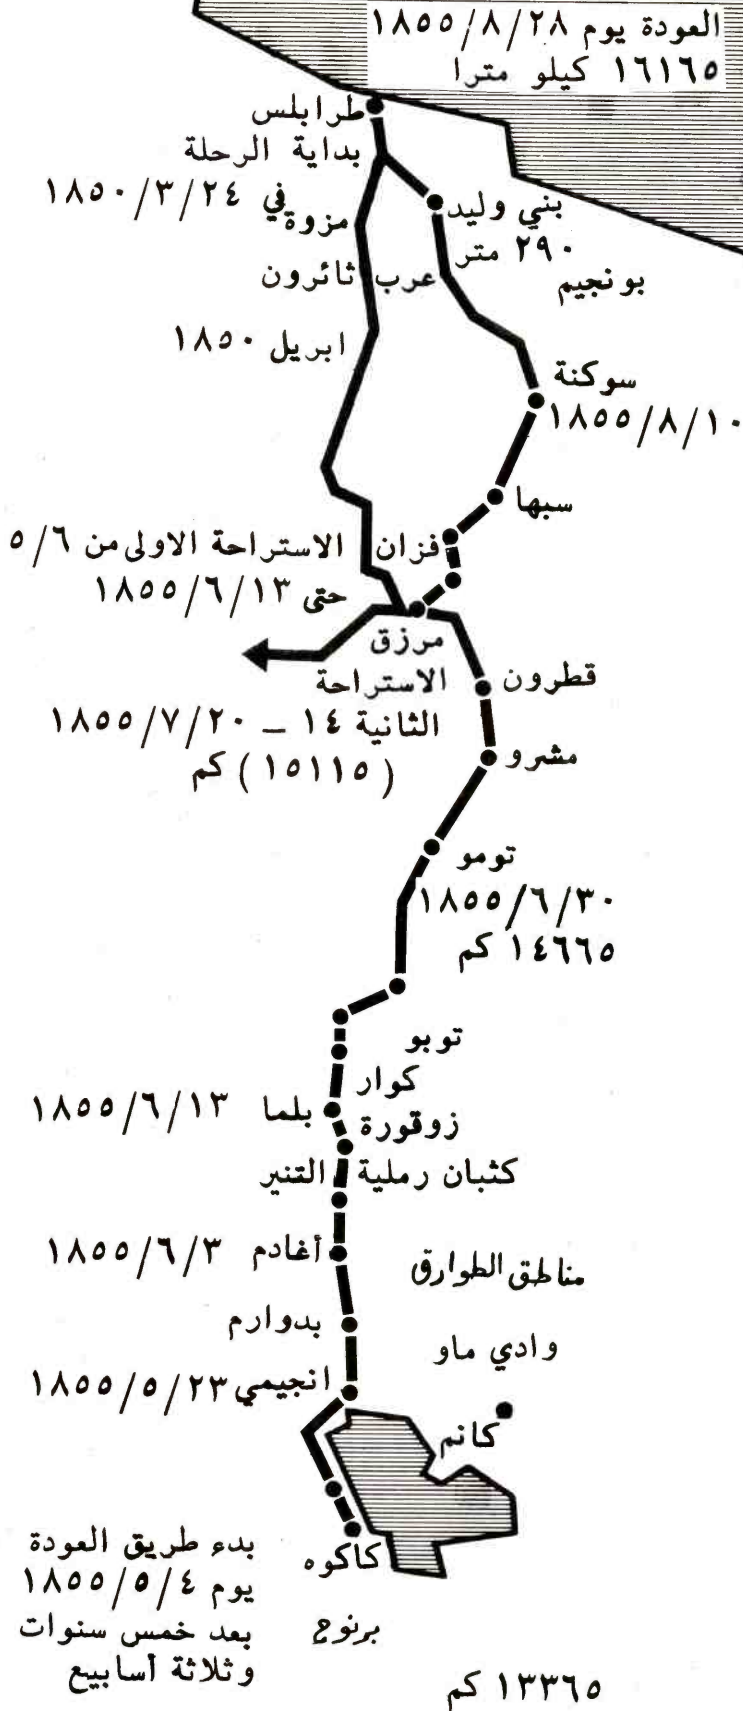 العودة يوم ١٨٥٥/٨/٢٨
١٦١٦٥ كيلو مترا
طرابلس
بداية الرحلة
في ١٨٥٠/٣/٢٤
مزوة
بني وليد
٢٩٠ متر
بونجيم
عرب ثائرون
ابريل ١٨٥٠
سوكنة
١٨٥٥/٨/١٠
سبها
فزان
الاستراحة الاولى من ٥/٦
حتى ١٨٥٥/٦/١٣
مرزق
الاستراحة
الثانية ١٤ – ١٨٥٥/٧/٢٠
(١٥١١٥) كم
قطرون
مشرو
تومو
١٨٥٥/٦/٣٠
١٤٦٦٥ كم
توبو
كوار
بلما ١٨٥٥/٦/١٣
زوقورة
كثبان رملية التنير
أغادم ١٨٥٥/٦/٣
مناطق الطوارق
بدوارم
وادي ماو
انجيمي ١٨٥٥/٥/٢٣
كانم
كاكوه
بدء طريق العودة
يوم ١٨٥٥/٥/٤
بعد خمس سنوات
وثلاثة أسابيع
برنوح
١٣٣٦٥ كم